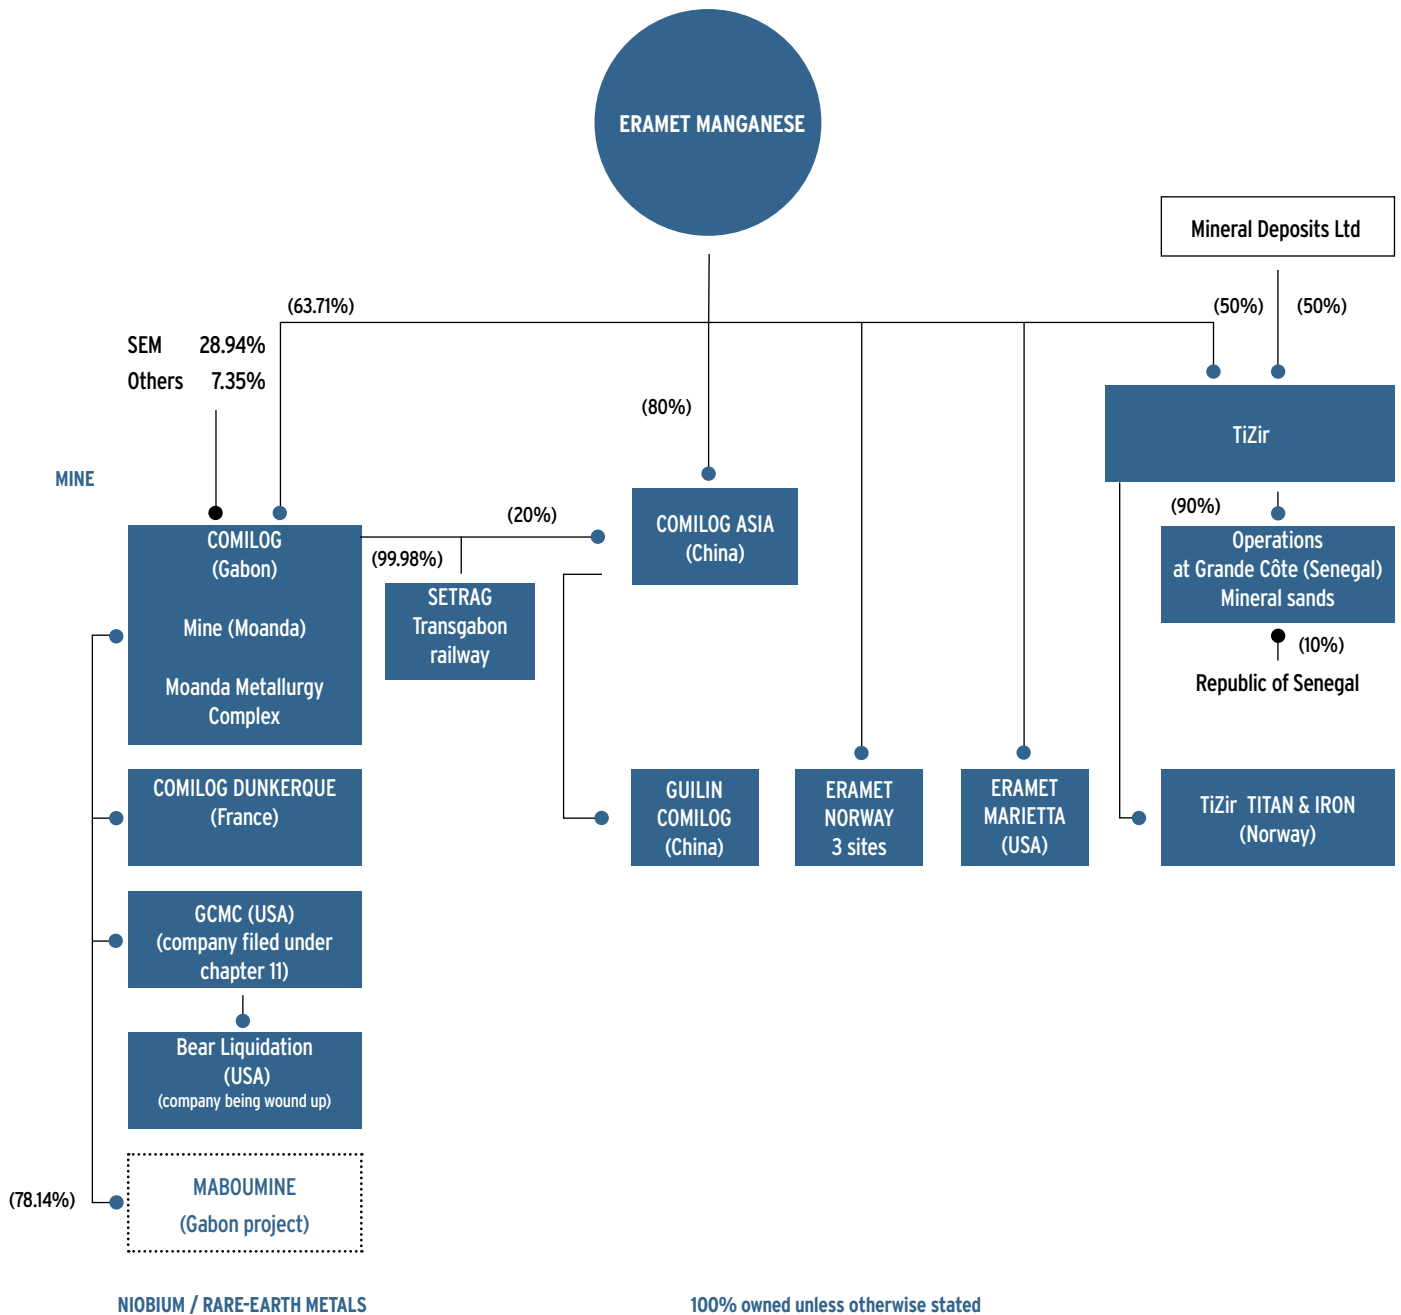 ERAMET MANGANESE
Mineral Deposits Ltd
(63.71%)
(50%)
(50%)
SEM 28.94%
Others 7.35%
(80%)
TiZir
MINE
(20%)
(90%)
COMILOG
(Gabon)
Mine (Moanda)
Moanda Metallurgy
Complex
(99.98%)
SETRAG
Transgabon
railway
COMILOG ASIA
(China)
Operations
at Grande Côte (Senegal)
Mineral sands
(10%)
Republic of Senegal
COMILOG DUNKERQUE
(France)
GUILIN
COMILOG
(China)
ERAMET
NORWAY
3 sites
ERAMET
MARIETTA
(USA)
TiZir TITAN & IRON
(Norway)
GCMC (USA)
(company filed under
chapter 11)
Bear Liquidation
(USA)
(company being wound up)
(78.14%)
MABOUMINE
(Gabon project)
NIOBIUM / RARE-EARTH METALS
100% owned unless otherwise stated